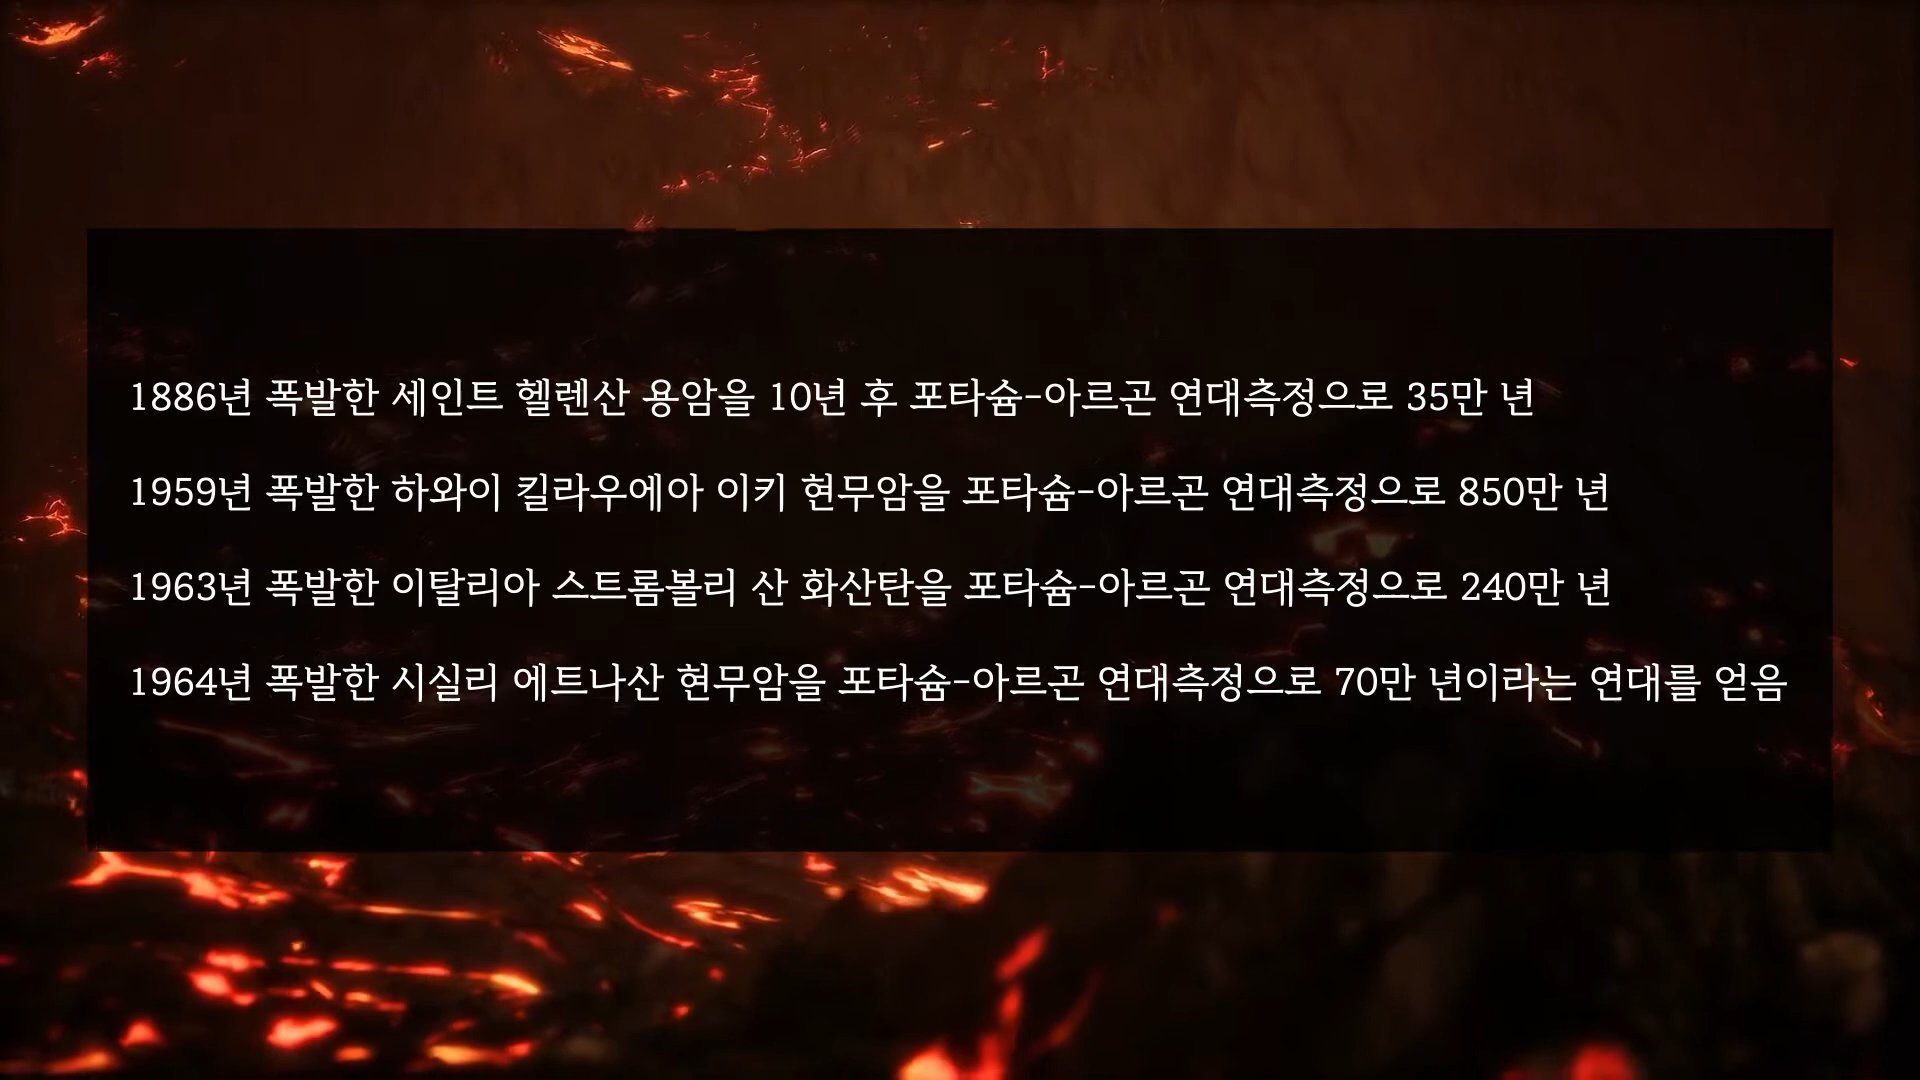 1886년 폭발한 세인트 헬렌산 용암을 10년 후 포타슘-아르곤 연대측정으로 35만 년
1959년 폭발한 하와이 킬라우에아 이키 현무암을 포타슘-아르곤 연대측정으로 850만 년
1963년 폭발한 이탈리아 스트롬볼리 산 화산탄을 포타슘-아르곤 연대측정으로 240만 년
1964년 폭발한 시실리 에트나산 현무암을 포타슘-아르곤 연대측정으로 70만 년이라는 연대를 얻음